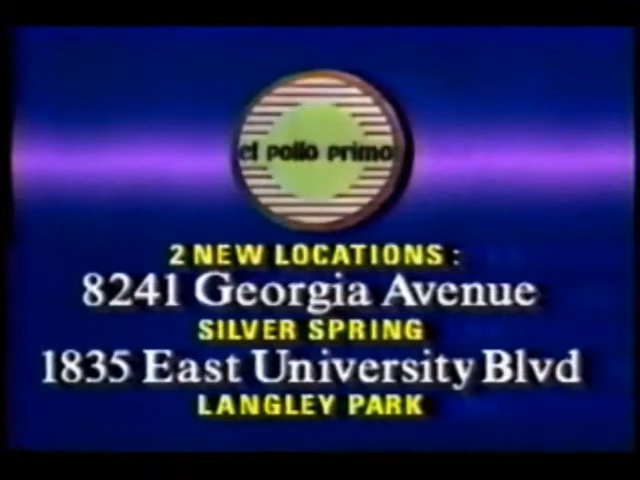 el pollo primo
2 NEW LOCATIONS :
8241 Georgia Avenue
SILVER SPRING
1835 East University Blvd
LANGLEY PARK